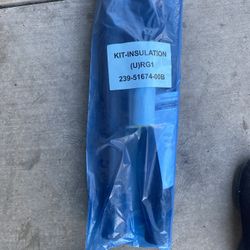 KIT-INSULATION
(U)RG1
239-51674-00B